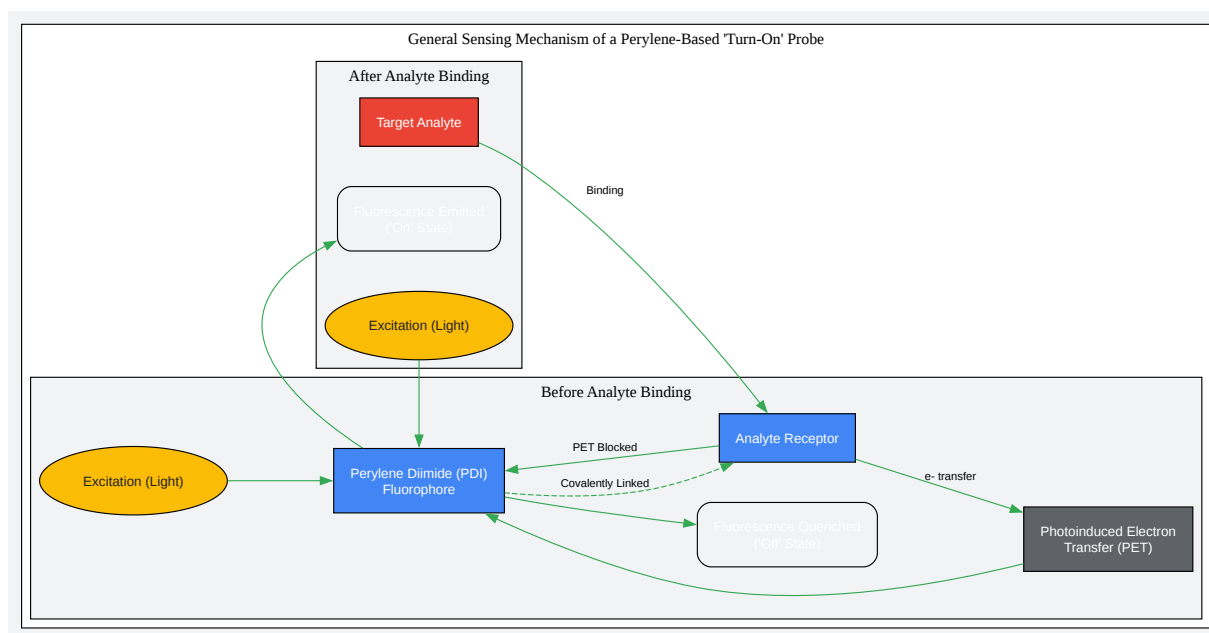 General Sensing Mechanism of a Perylene-Based 'Turn-On' Probe
After Analyte Binding
Target Analyte
Binding
Fluorescence Emitted
('On' State)
Excitation (Light)
Before Analyte Binding
Analyte Receptor
PET Blocked
Perylene Diimide (PDI)
Fluorophore
Excitation (Light)
Covalently Linked
e- transfer
Fluorescence Quenched
('Off' State)
Photoinduced Electron
Transfer (PET)